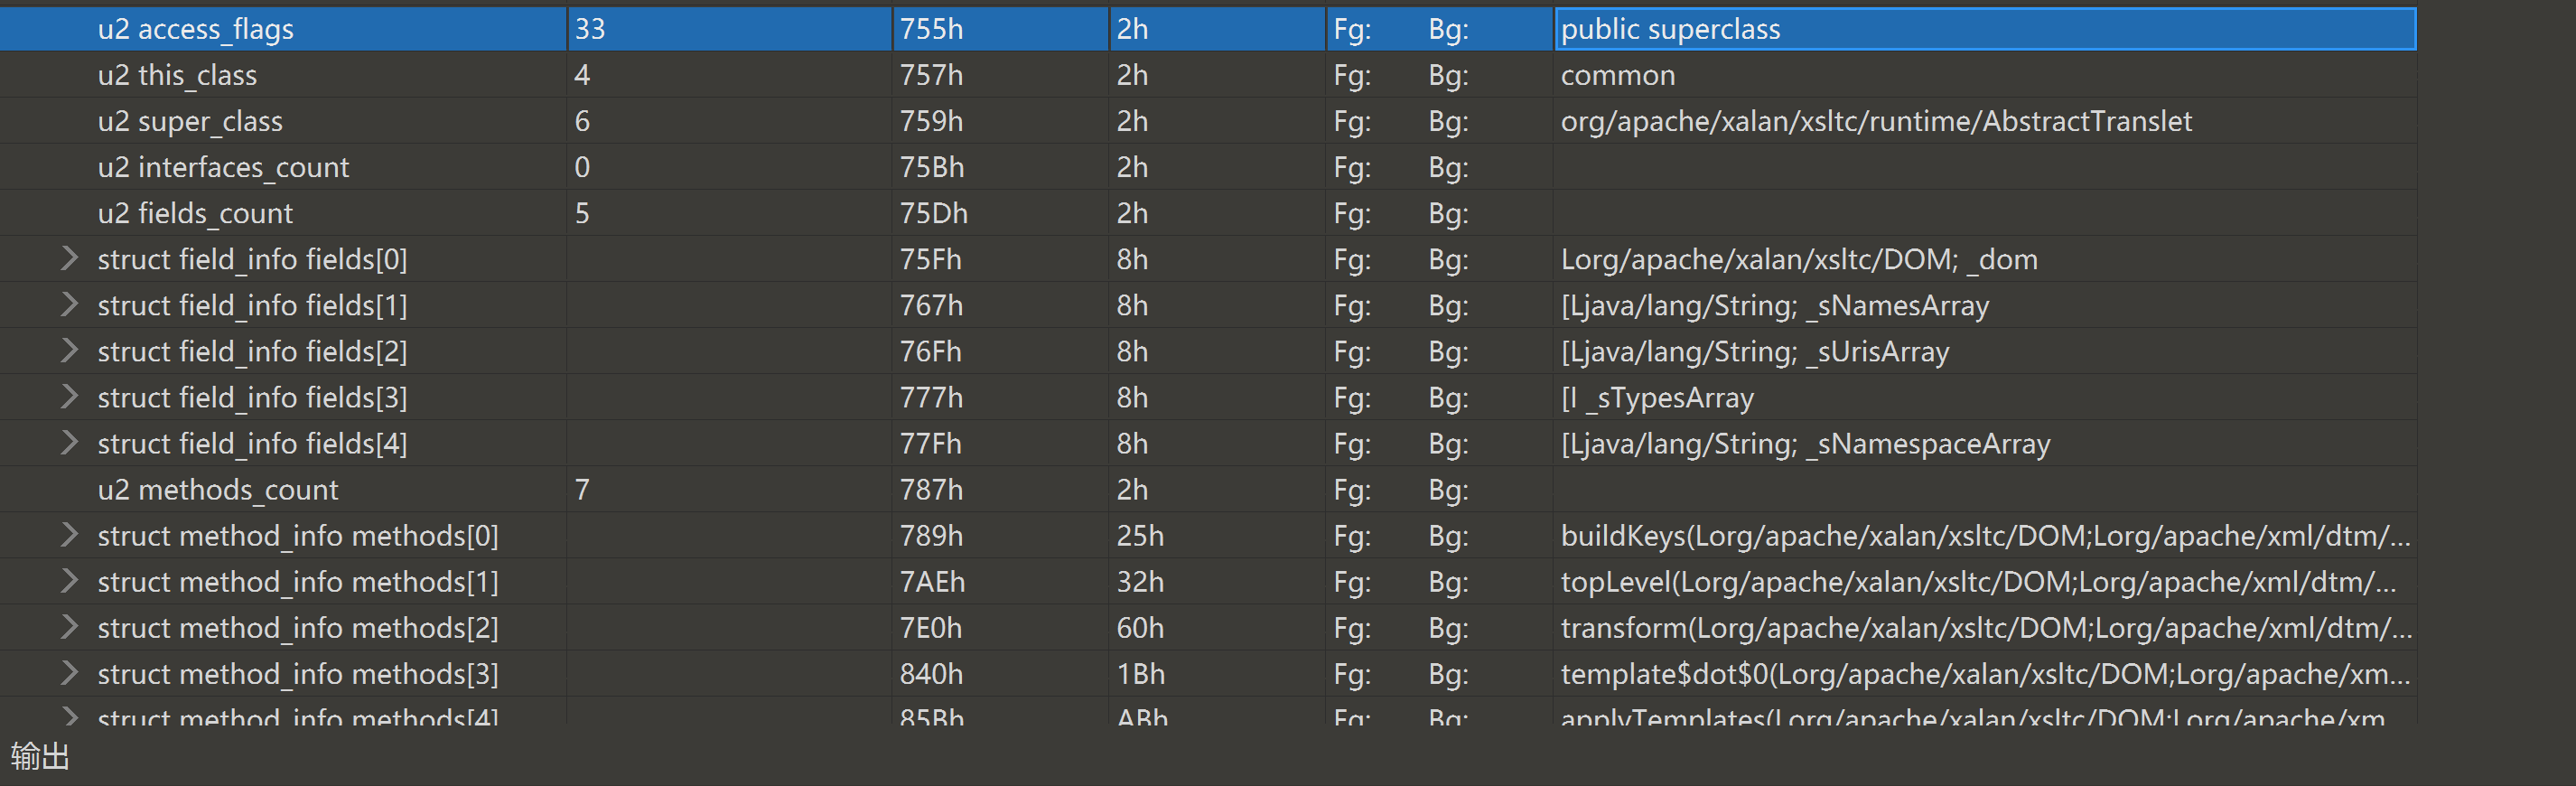 u2 access_flags 33 755h 2h Fg: Bg: public superclass
u2 this_class 4 757h 2h Fg: Bg: common
u2 super_class 6 759h 2h Fg: Bg: org/apache/xalan/xsltc/runtime/AbstractTranslet
u2 interfaces_count 0 75Bh 2h Fg: Bg:
u2 fields_count 5 75Dh 2h Fg: Bg:
struct field_info fields[0] 75Fh 8h Fg: Bg: Lorg/apache/xalan/xsltc/DOM; _dom
struct field_info fields[1] 767h 8h Fg: Bg: [Ljava/lang/String; _sNamesArray
struct field_info fields[2] 76Fh 8h Fg: Bg: [Ljava/lang/String; _sUrisArray
struct field_info fields[3] 777h 8h Fg: Bg: [I _sTypesArray
struct field_info fields[4] 77Fh 8h Fg: Bg: [Ljava/lang/String; _sNamespaceArray
u2 methods_count 7 787h 2h Fg: Bg:
struct method_info methods[0] 789h 25h Fg: Bg: buildKeys(Lorg/apache/xalan/xsltc/DOM;Lorg/apache/xml/dtm/...
struct method_info methods[1] 7AEh 32h Fg: Bg: topLevel(Lorg/apache/xalan/xsltc/DOM;Lorg/apache/xml/dtm/...
struct method_info methods[2] 7E0h 60h Fg: Bg: transform(Lorg/apache/xalan/xsltc/DOM;Lorg/apache/xml/dtm/...
struct method_info methods[3] 840h 1Bh Fg: Bg: template$dot$0(Lorg/apache/xalan/xsltc/DOM;Lorg/apache/xm...
struct method_info methods[4] 85Bh ABh Fg: Bg: applyTemplates(Lorg/apache/xalan/xsltc/DOM;Lorg/apache/xm
输出